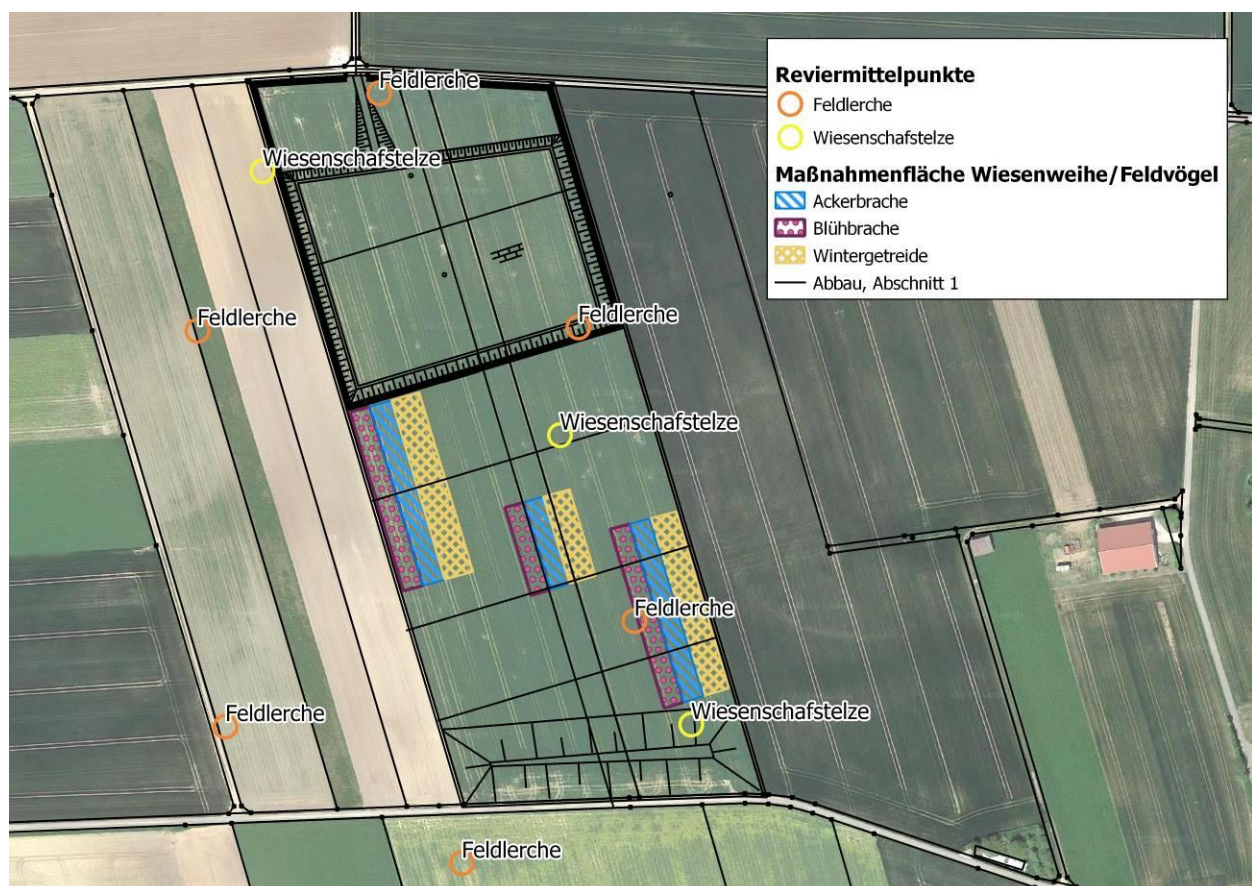 Feldlerche
Reviermittelpunkte
Feldlerche
Wiesenschafstelze
Maßnahmenfläche Wiesenweihe/Feldvögel
Ackerbrache
Blühbrache
Wintergetreide
Abbau, Abschnitt 1
Wiesenschafstelze
Feldlerche
Feldlerche
Wiesenschafstelze
Feldlerche
Feldlerche
Wiesenschafstelze
Feldlerche